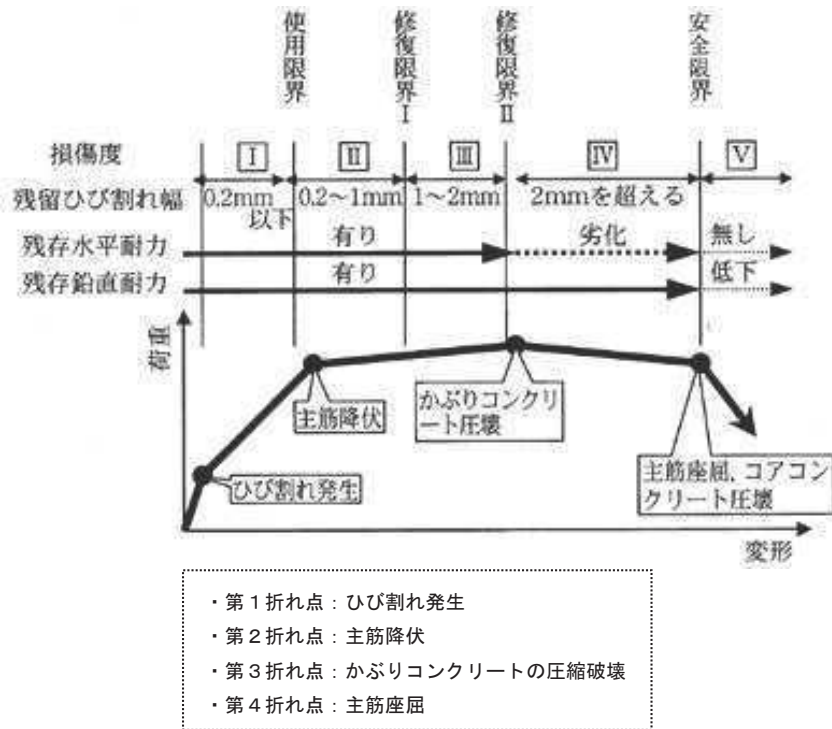 使用限界
修復限界Ⅰ
修復限界Ⅱ
安全限界
損傷度 Ⅰ Ⅱ Ⅲ Ⅳ Ⅴ
残留ひび割れ幅 0.2mm 0.2〜1mm 1〜2mm 2mmを超える
以下
残存水平耐力 有り 劣化 無し
残存鉛直耐力 有り 低下
荷重
主筋降伏
かぶりコンクリ
ート圧壊
ひび割れ発生
主筋座屈,コアコン
クリート圧壊
変形
・第1折れ点:ひび割れ発生
・第2折れ点:主筋降伏
・第3折れ点:かぶりコンクリートの圧縮破壊
・第4折れ点:主筋座屈